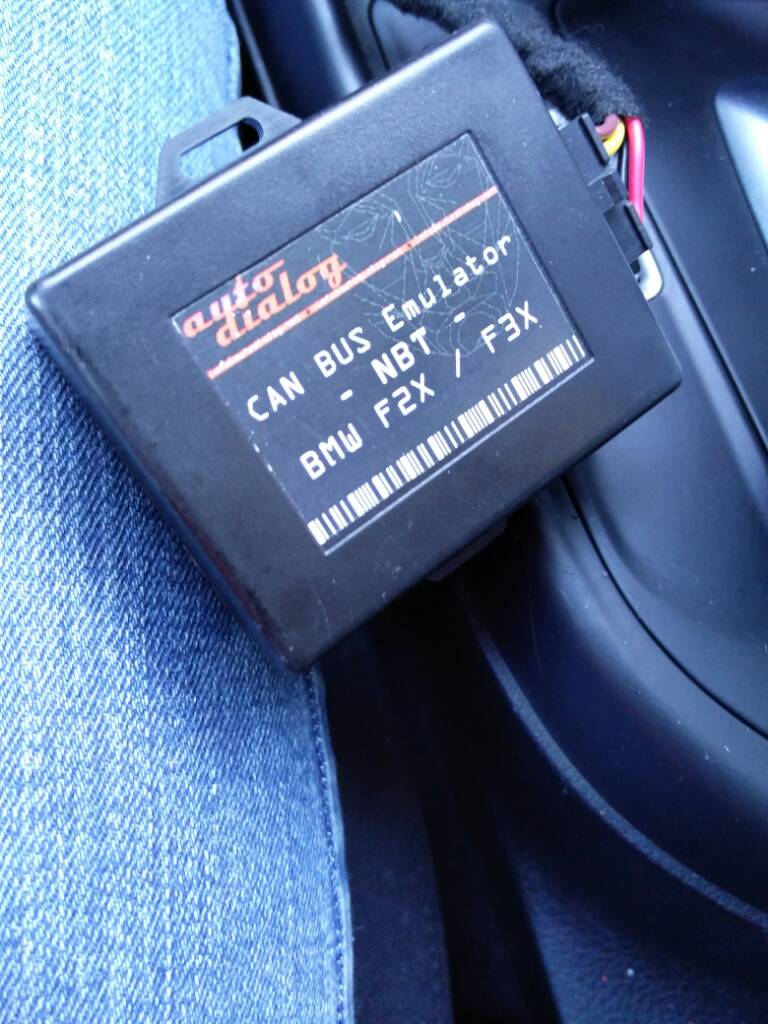 auto
dialog
CAN BUS Emulator
- NBT -
BMW F2X / F3X